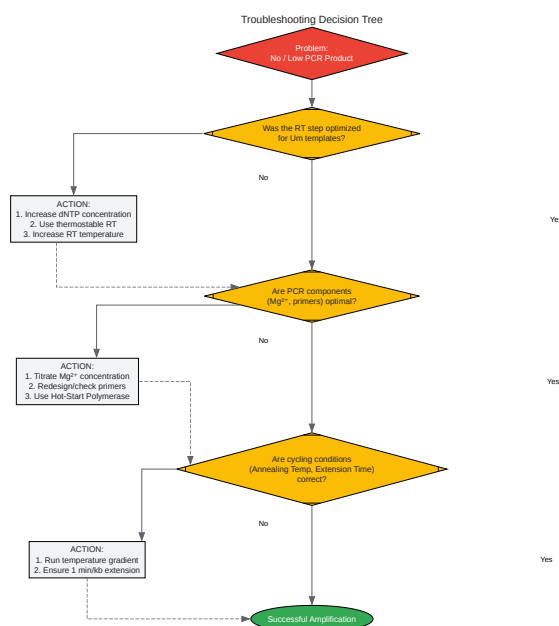 Troubleshooting Decision Tree
Problem:
No / Low PCR Product
Was the RT step optimized
for Um templates?
No
ACTION:
1. Increase dNTP concentration
2. Use thermostable RT
3. Increase RT temperature
Ye
Are PCR components
(Mg²⁺, primers) optimal?
No
ACTION:
1. Titrate Mg²⁺ concentration
2. Redesign/check primers
3. Use Hot-Start Polymerase
Yes
Are cycling conditions
(Annealing Temp, Extension Time)
correct?
No
ACTION:
1. Run temperature gradient
2. Ensure 1 min/kb extension
Yes
Successful Amplification